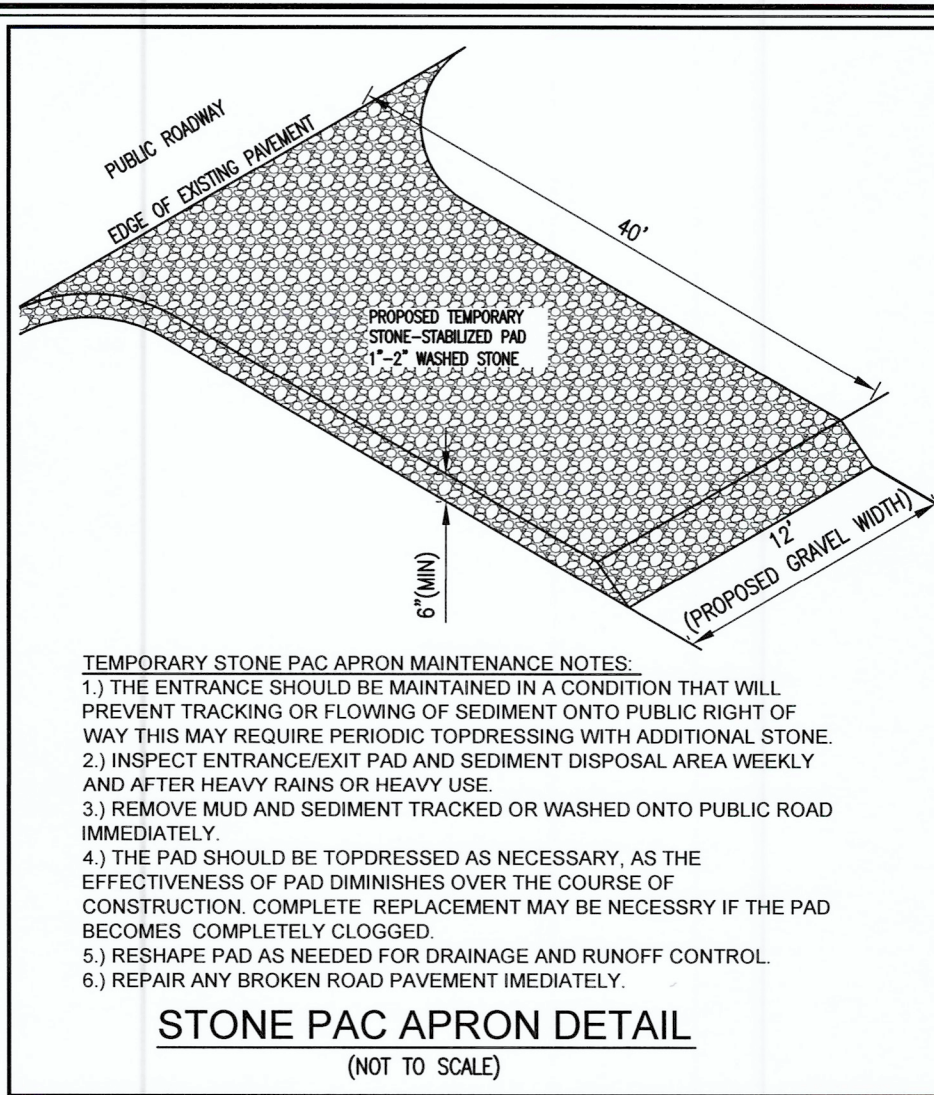 PUBLIC ROADWAY
EDGE OF EXISTING PAVEMENT
40'
PROPOSED TEMPORARY
STONE-STABILIZED PAD
1"-2" WASHED STONE
6"(MIN)
12'
(PROPOSED GRAVEL WIDTH)
TEMPORARY STONE PAC APRON MAINTENANCE NOTES:
1.) THE ENTRANCE SHOULD BE MAINTAINED IN A CONDITION THAT WILL
PREVENT TRACKING OR FLOWING OF SEDIMENT ONTO PUBLIC RIGHT OF
WAY THIS MAY REQUIRE PERIODIC TOPDRESSING WITH ADDITIONAL STONE.
2.) INSPECT ENTRANCE/EXIT PAD AND SEDIMENT DISPOSAL AREA WEEKLY
AND AFTER HEAVY RAINS OR HEAVY USE.
3.) REMOVE MUD AND SEDIMENT TRACKED OR WASHED ONTO PUBLIC ROAD
IMMEDIATELY.
4.) THE PAD SHOULD BE TOPDRESSED AS NECESSARY, AS THE
EFFECTIVENESS OF PAD DIMINISHES OVER THE COURSE OF
CONSTRUCTION. COMPLETE REPLACEMENT MAY BE NECESSRY IF THE PAD
BECOMES COMPLETELY CLOGGED.
5.) RESHAPE PAD AS NEEDED FOR DRAINAGE AND RUNOFF CONTROL.
6.) REPAIR ANY BROKEN ROAD PAVEMENT IMEDIATELY.
STONE PAC APRON DETAIL
(NOT TO SCALE)